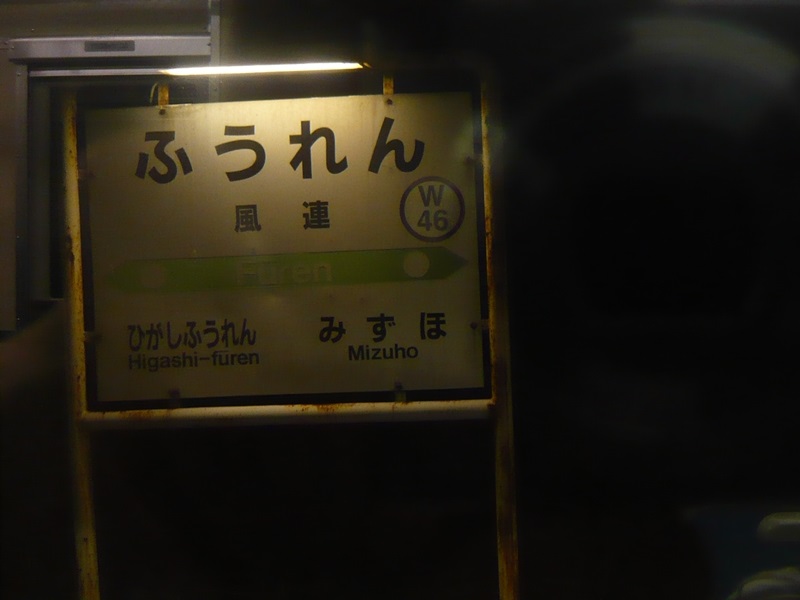 ふうれん
風連
W
46
Fūren
ひがしふうれん みずほ
Higashi-fūren Mizuho